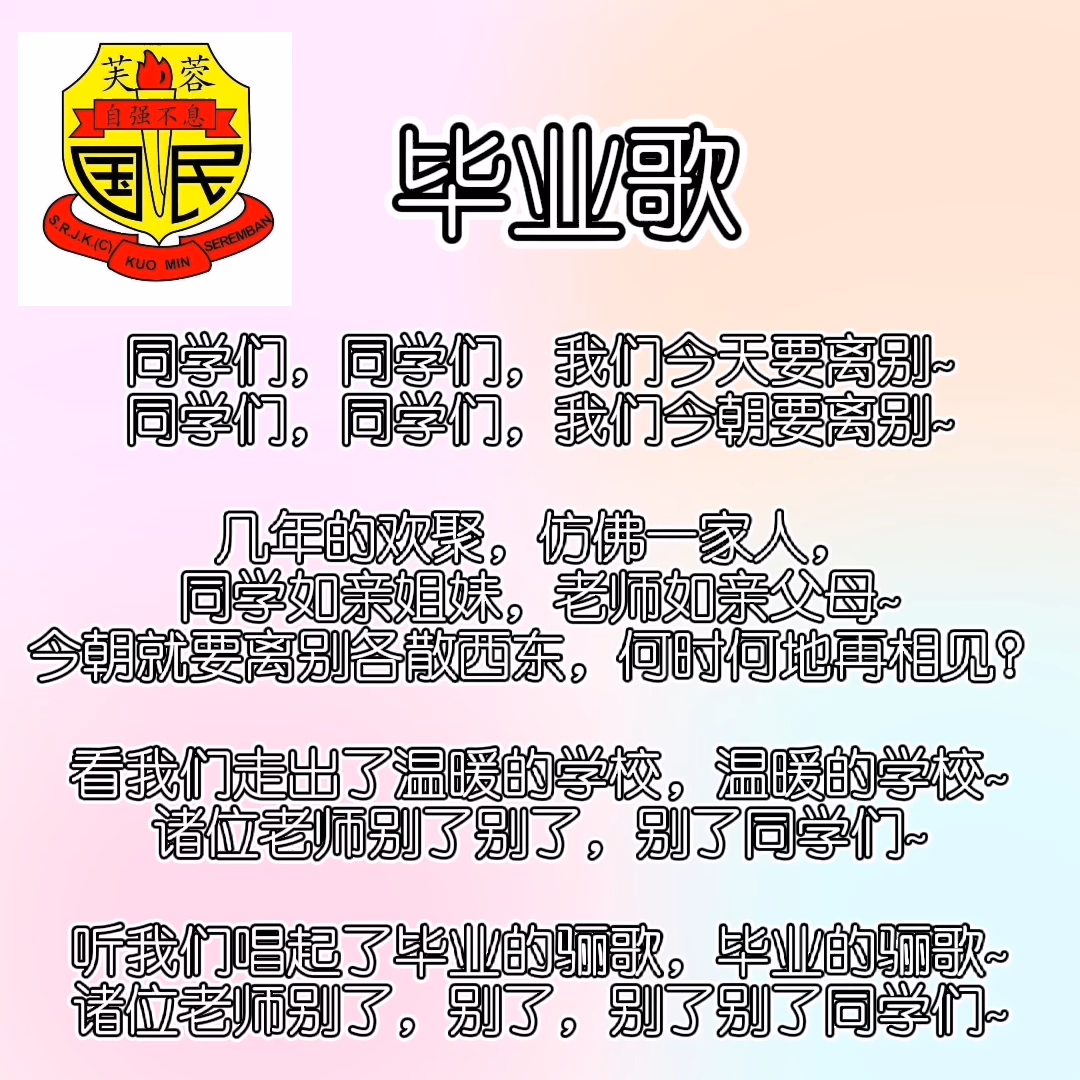 芙蓉
自强不息
国民
S.R.J.K.(C) KUO MIN SEREMBAN
毕业歌
同学们，同学们，我们今天要离别~
同学们，同学们，我们今朝要离别~
几年的欢聚，仿佛一家人，
同学如亲姐妹，老师如亲父母~
今朝就要离别各散西东，何时何地再相见？
看我们走出了温暖的学校，温暖的学校~
诸位老师别了别了，别了同学们~
听我们唱起了毕业的骊歌，毕业的骊歌~
诸位老师别了，别了，别了别了同学们~